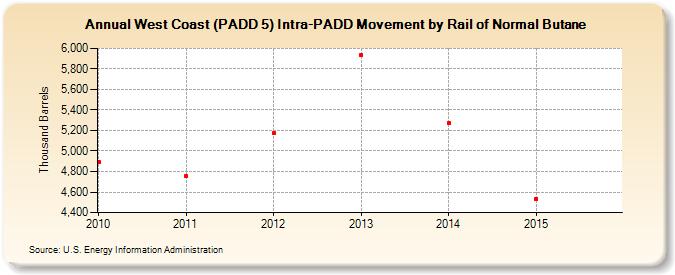 Annual West Coast (PADD 5) Intra-PADD Movement by Rail of Normal Butane
Thousand Barrels
6,000
5,800
5,600
5,400
5,200
5,000
4,800
4,600
4,400
2010 2011 2012 2013 2014 2015
Source: U.S. Energy Information Administration